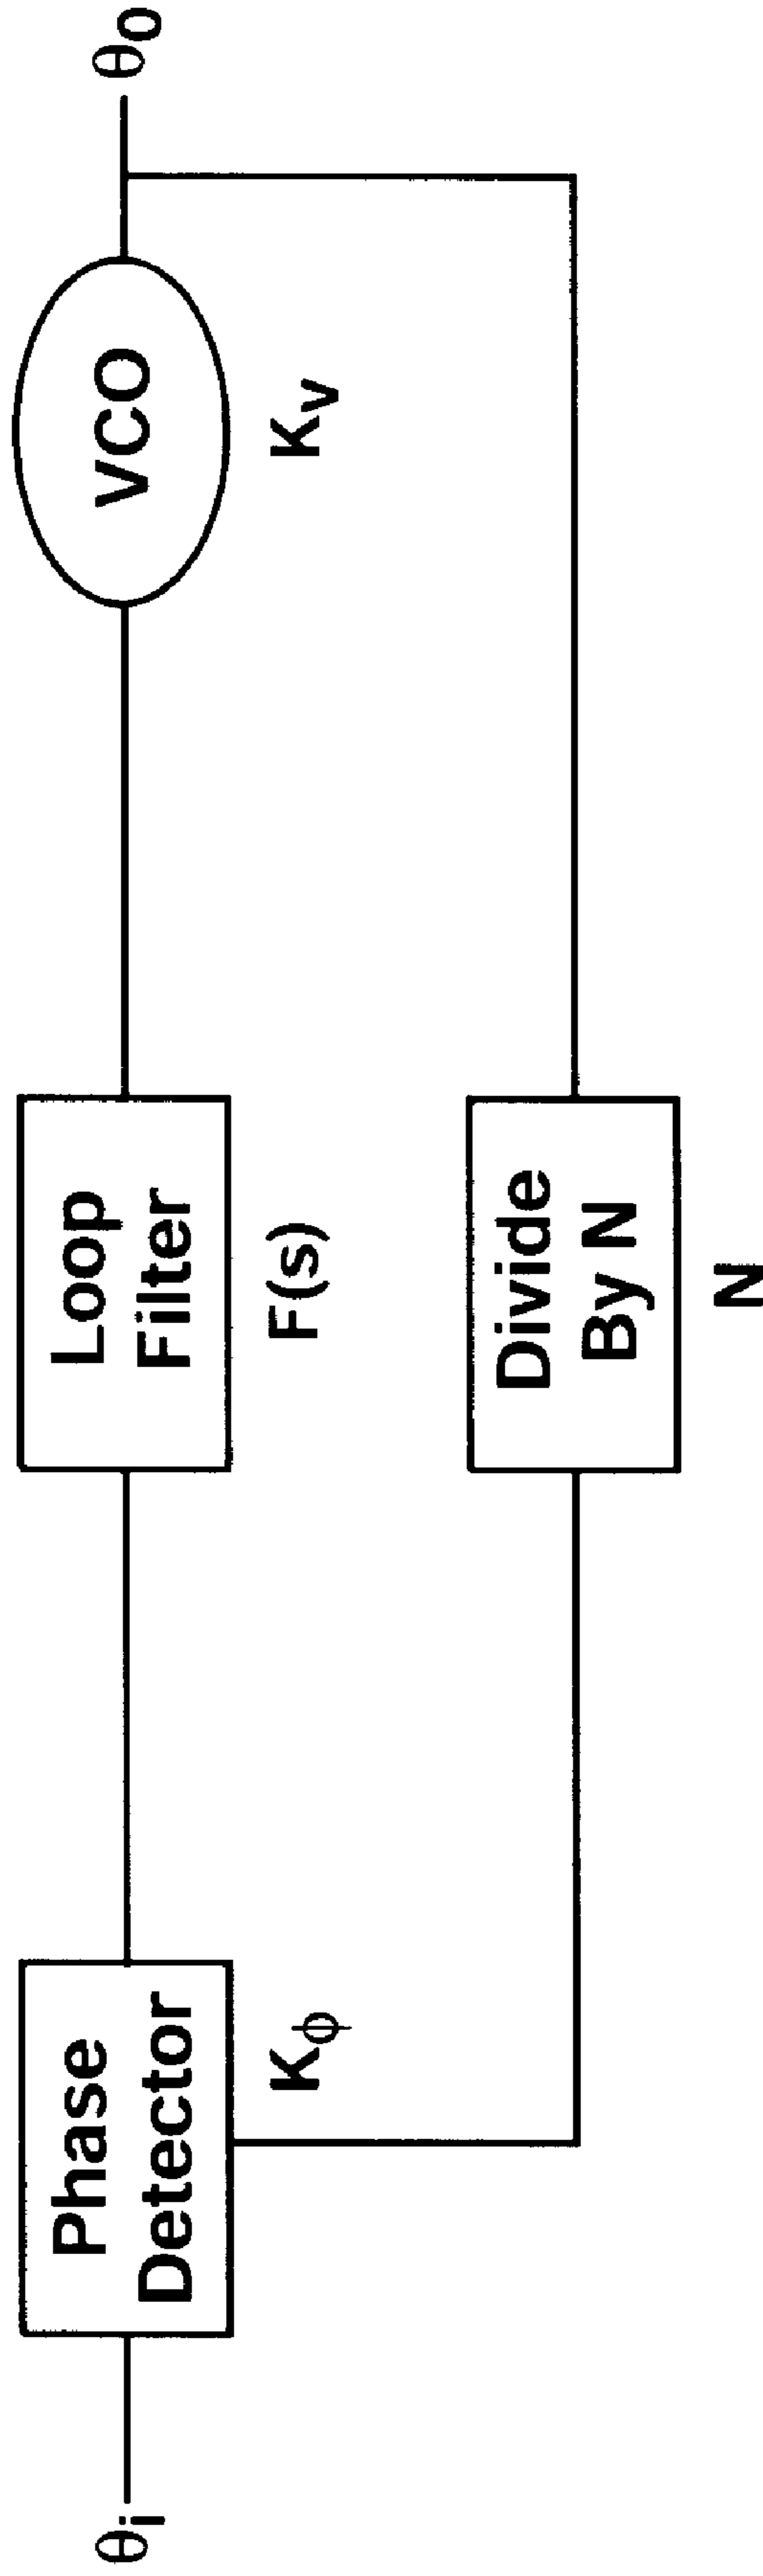 θi
Phase
Detector
Kϕ
Loop
Filter
F(s)
VCO
Kv
θo
Divide
By N
N